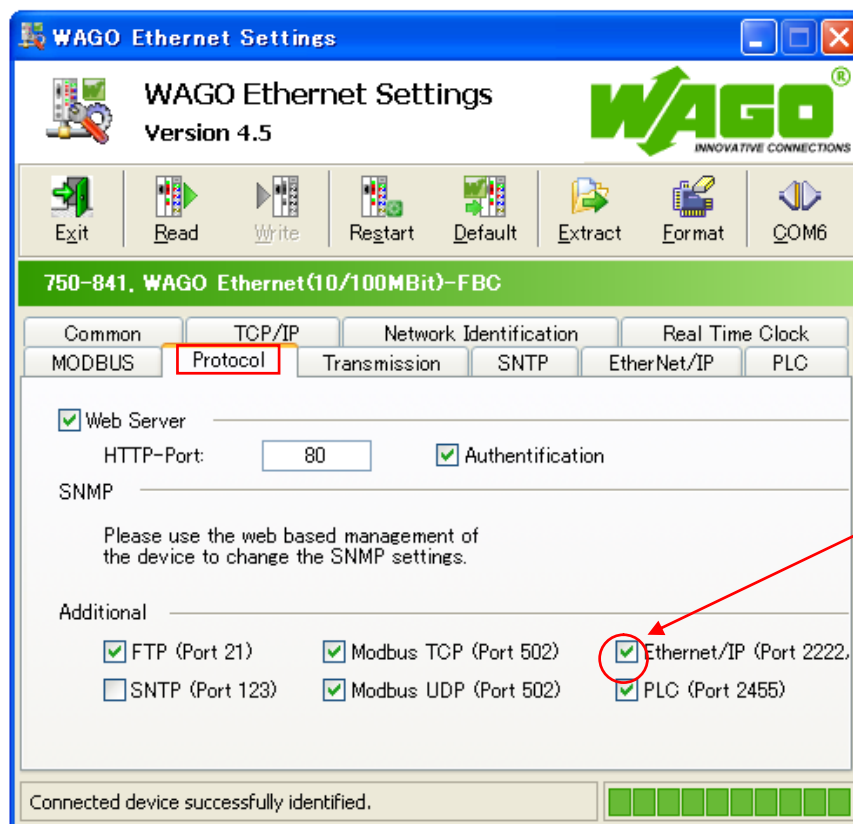 WAGO Ethernet Settings
WAGO Ethernet Settings
Version 4.5
WAGO®
INNOVATIVE CONNECTIONS
Exit Read Write Restart Default Extract Format COM6
750-841, WAGO Ethernet(10/100MBit)-FBC
Common TCP/IP Network Identification Real Time Clock
MODBUS Protocol Transmission SNTP EtherNet/IP PLC
Web Server
HTTP-Port: 80 Authentification
SNMP
Please use the web based management of
the device to change the SNMP settings.
Additional
FTP (Port 21) Modbus TCP (Port 502) Ethernet/IP (Port 2222,
SNTP (Port 123) Modbus UDP (Port 502) PLC (Port 2455)
Connected device successfully identified.